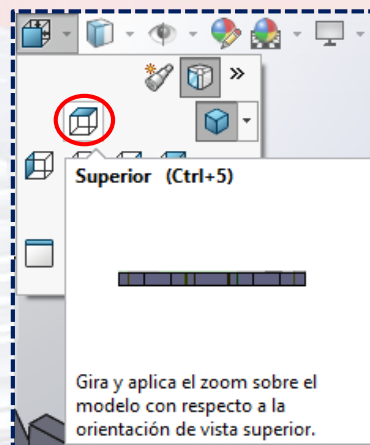 »
Superior (Ctrl+5)
Gira y aplica el zoom sobre el
modelo con respecto a la
orientación de vista superior.